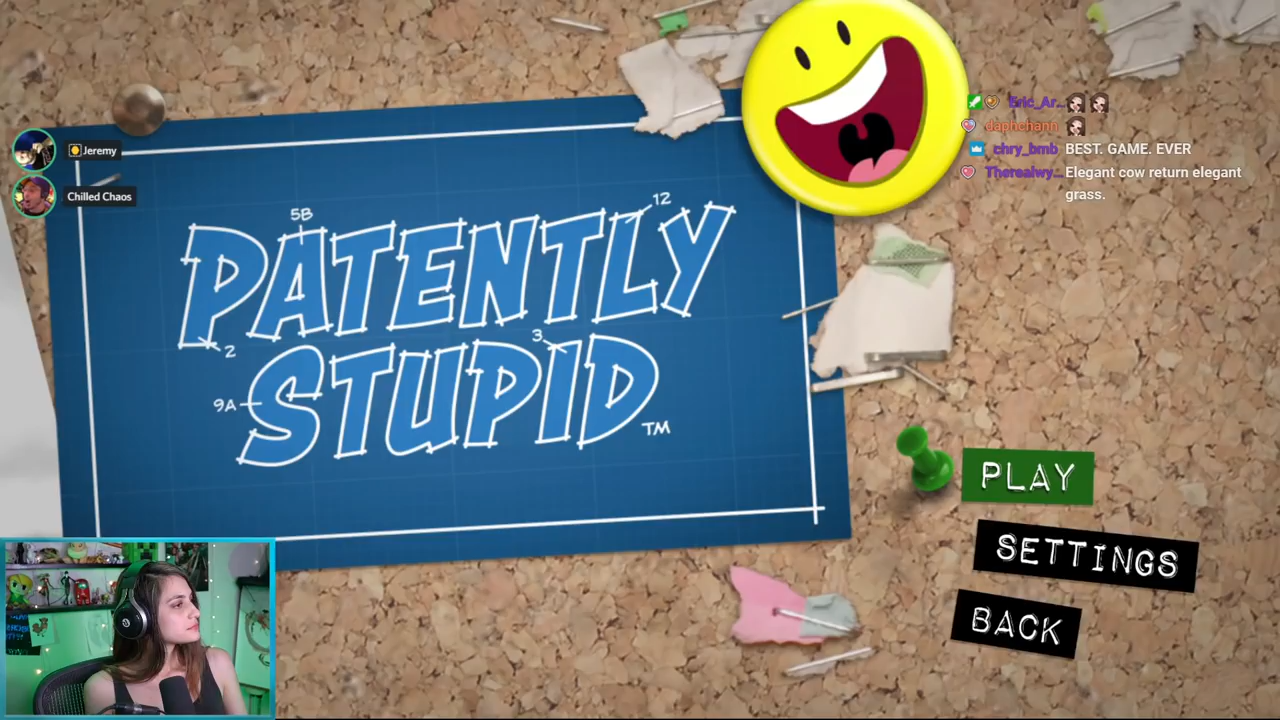 Jeremy
Chilled Chaos
5B
12
PATENTLY
2
3
STUPID
9A
TM
Eric_Ar...
daphchann
chry_bmb BEST. GAME. EVER
Therealwy... Elegant cow return elegant
grass.
PLAY
SETTINGS
BACK